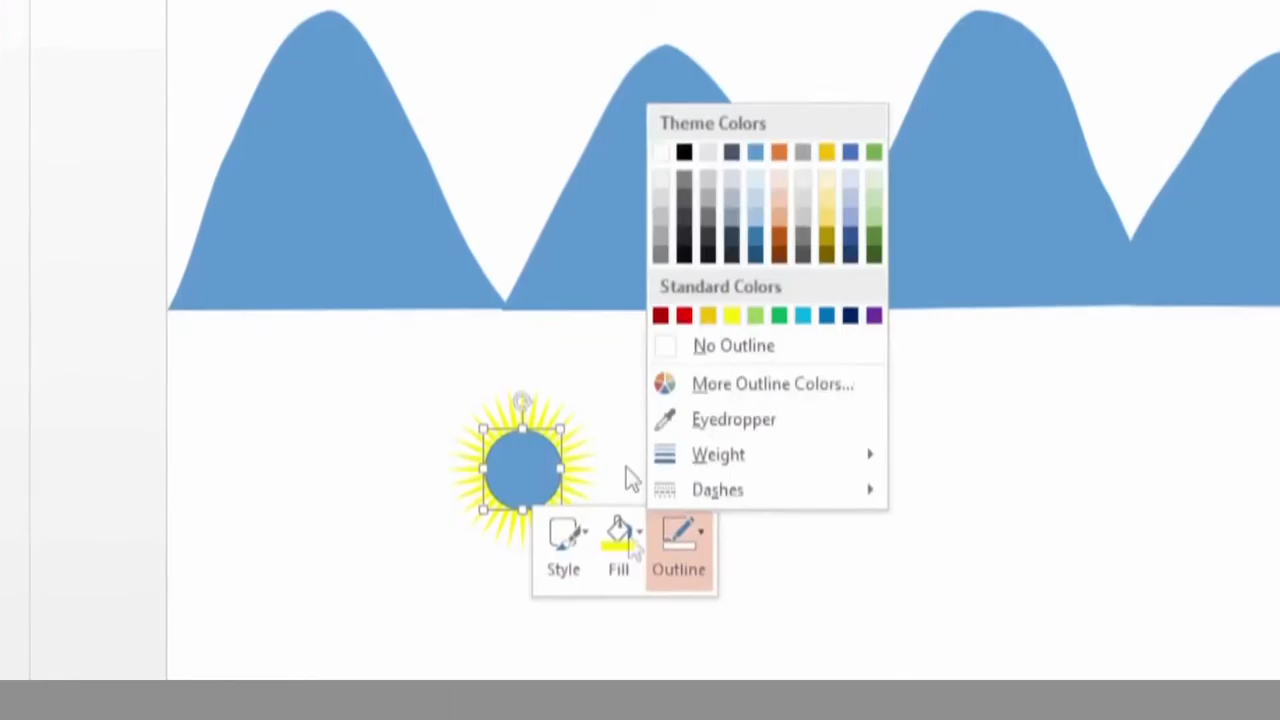 Theme Colors
Standard Colors
No Outline
More Outline Colors...
Eyedropper
Weight
Dashes
Style
Fill
Outline